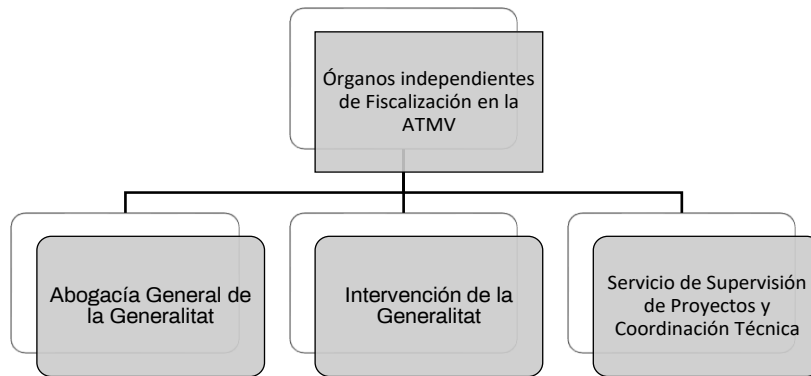 Órganos independientes
de Fiscalización en la
ATMV
Abogacía General de
la Generalitat
Intervención de la
Generalitat
Servicio de Supervisión
de Proyectos y
Coordinación Técnica